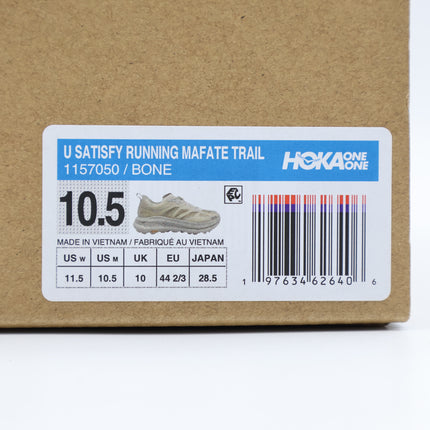 U SATISFY RUNNING MAFATE TRAIL
1157050 / BONE
HOKA ONE ONE
10.5
MADE IN VIETNAM / FABRIQUÉ AU VIETNAM
US W US M UK EU JAPAN
11.5 10.5 10 44 2/3 28.5
1 97634 62640 6